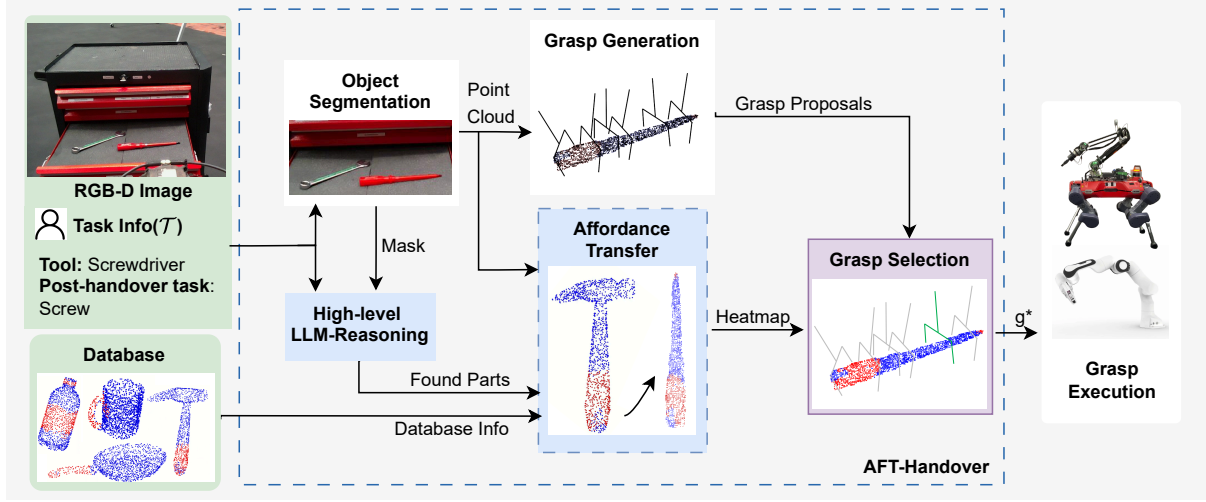 RGB-D Image
Task Info(𝒯)
Tool: Screwdriver
Post-handover task:
Screw
Database
Object
Segmentation
Mask
High-level
LLM-Reasoning
Found Parts
Database Info
Point
Cloud
Grasp Generation
Grasp Proposals
Affordance
Transfer
Heatmap
Grasp Selection
g*
Grasp
Execution
AFT-Handover